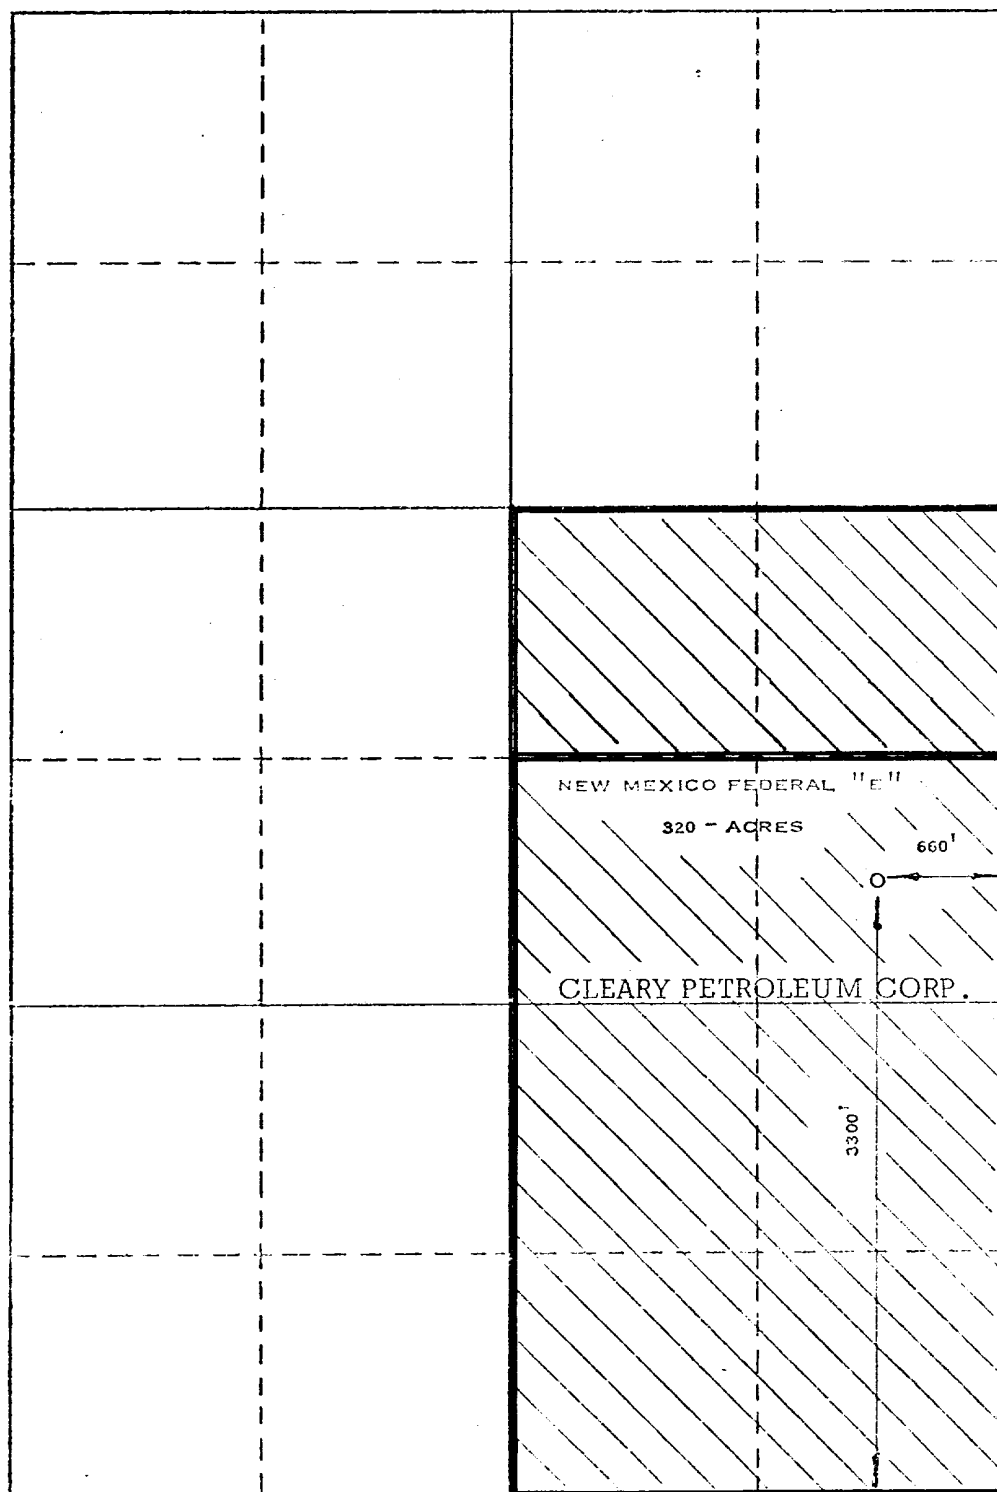 NEW MEXICO FEDERAL "E"
320 - ACRES
660'
CLEARY PETROLEUM CORP.
3300'